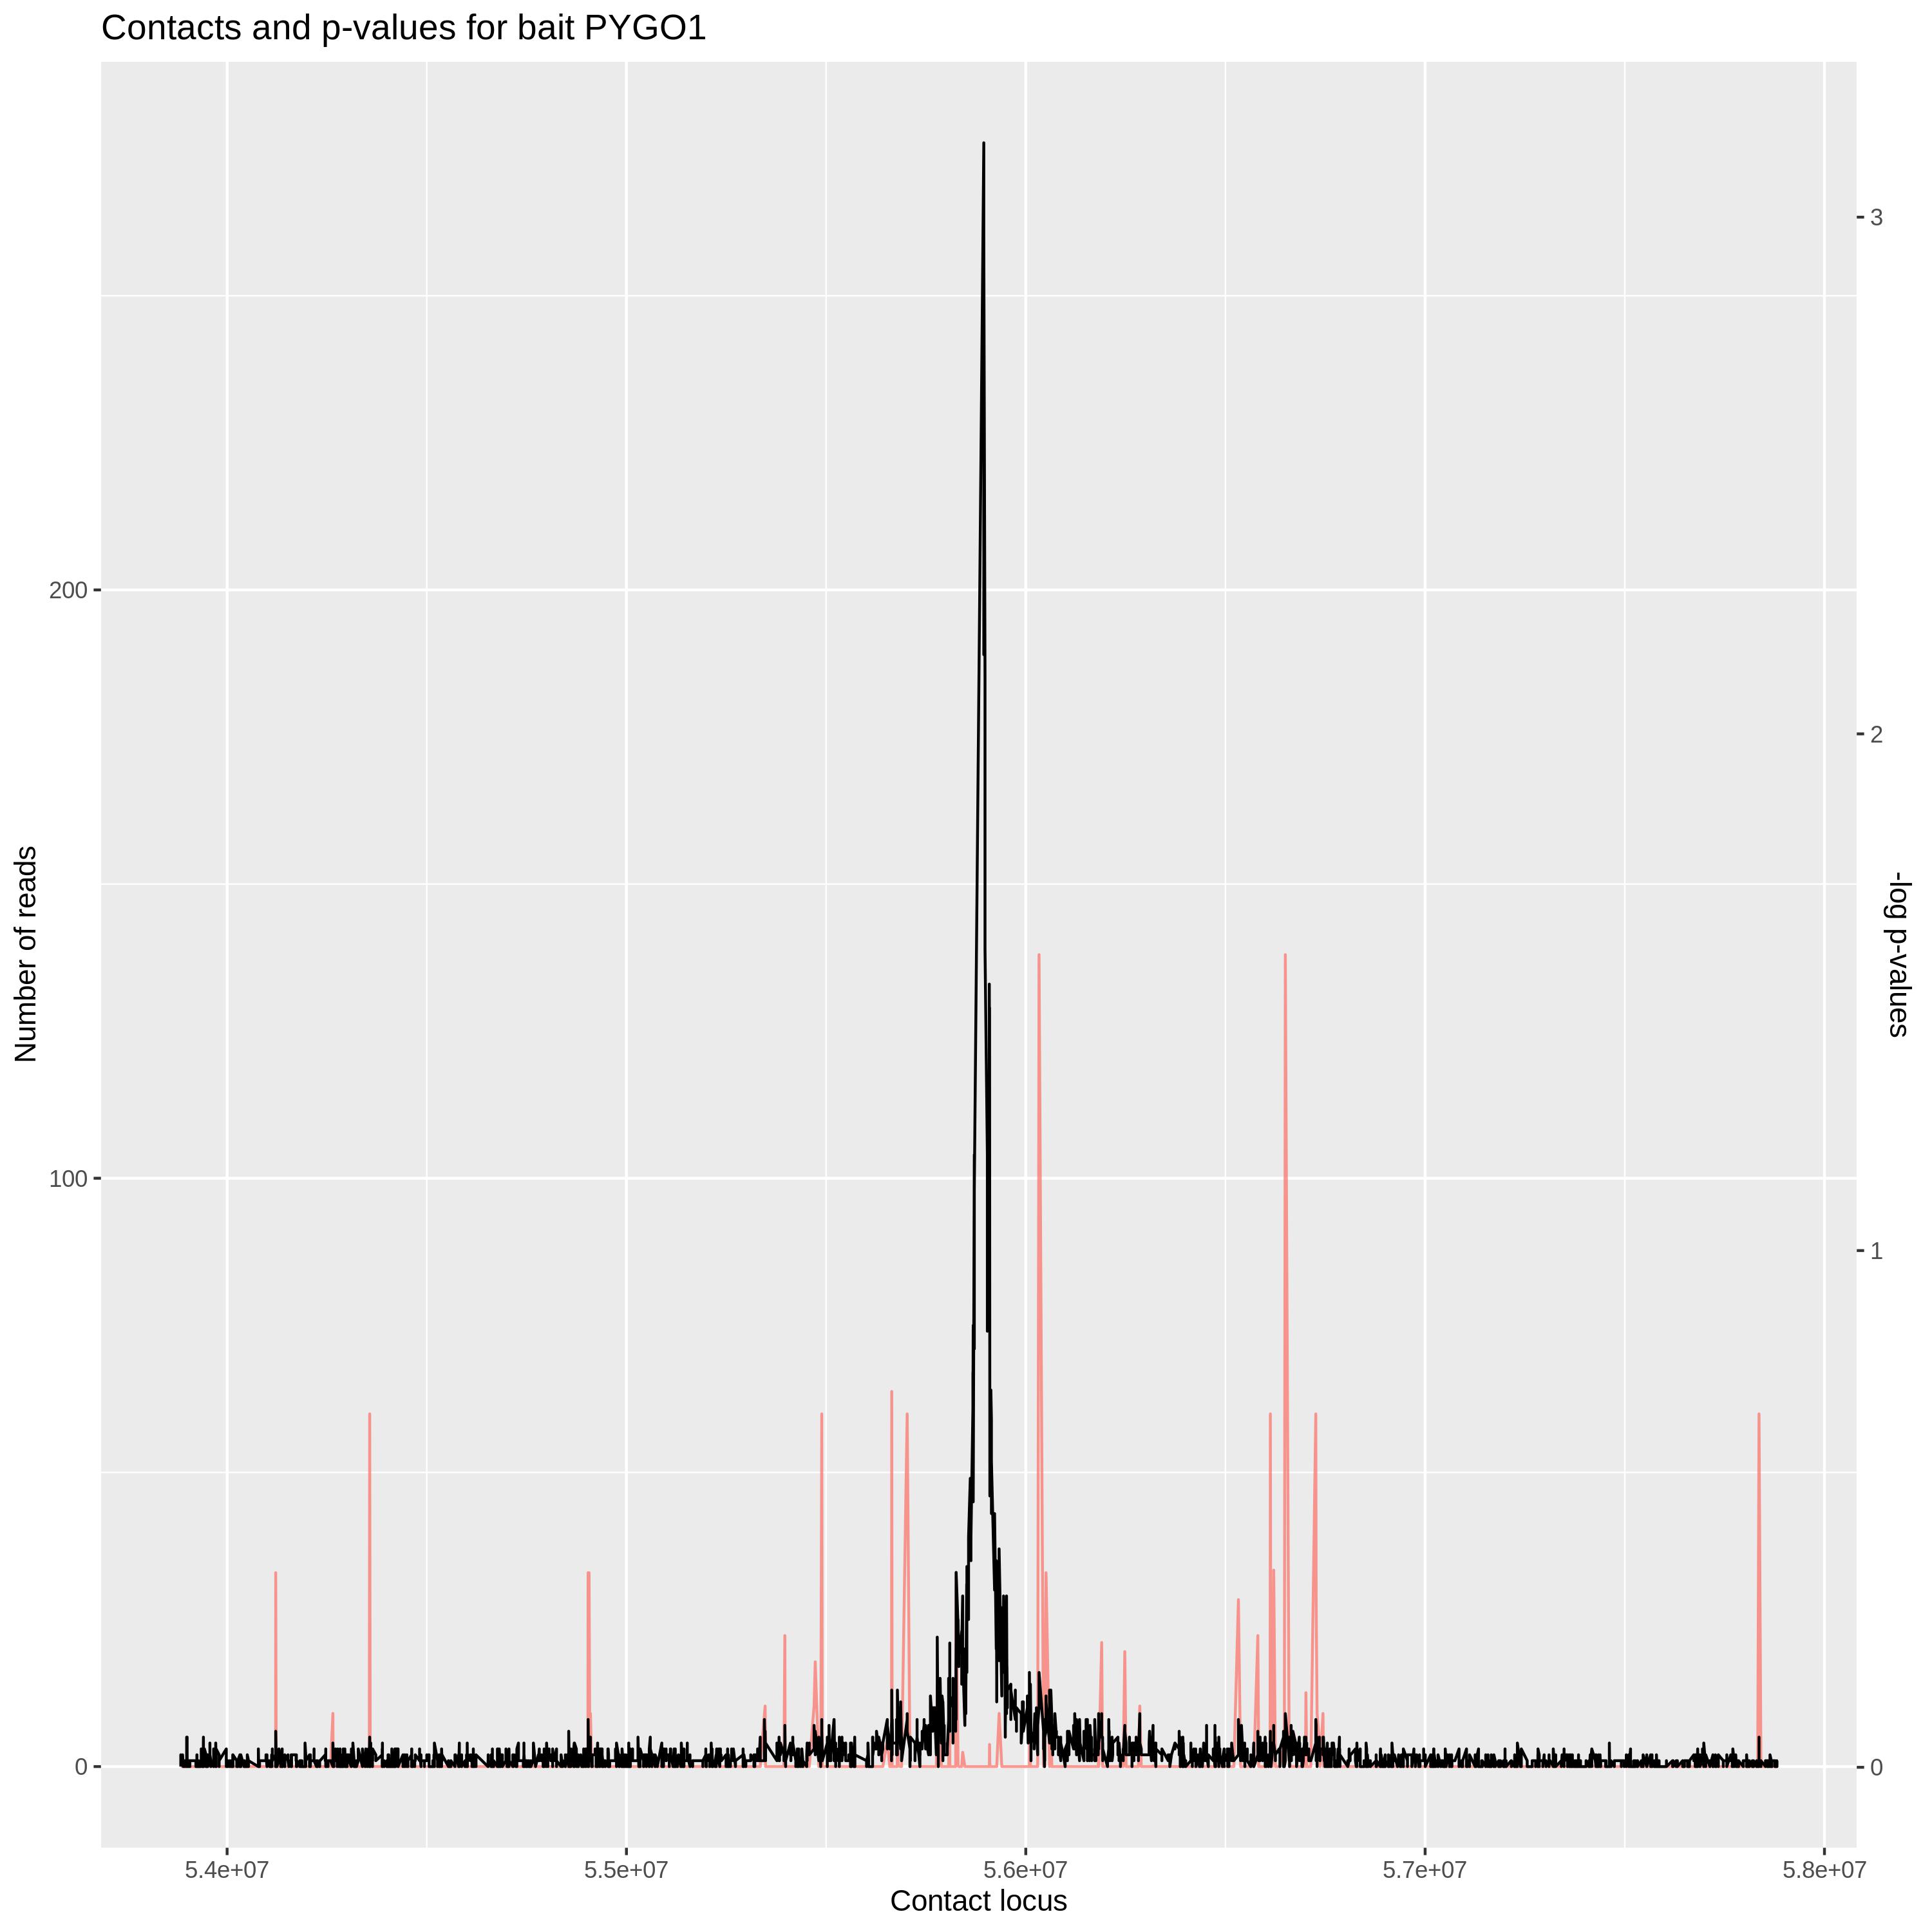 Contacts and p-values for bait PYGO1
Number of reads
200
100
0
3
2
1
0
-log p-values
5.4e+07 5.5e+07 5.6e+07 5.7e+07 5.8e+07
Contact locus